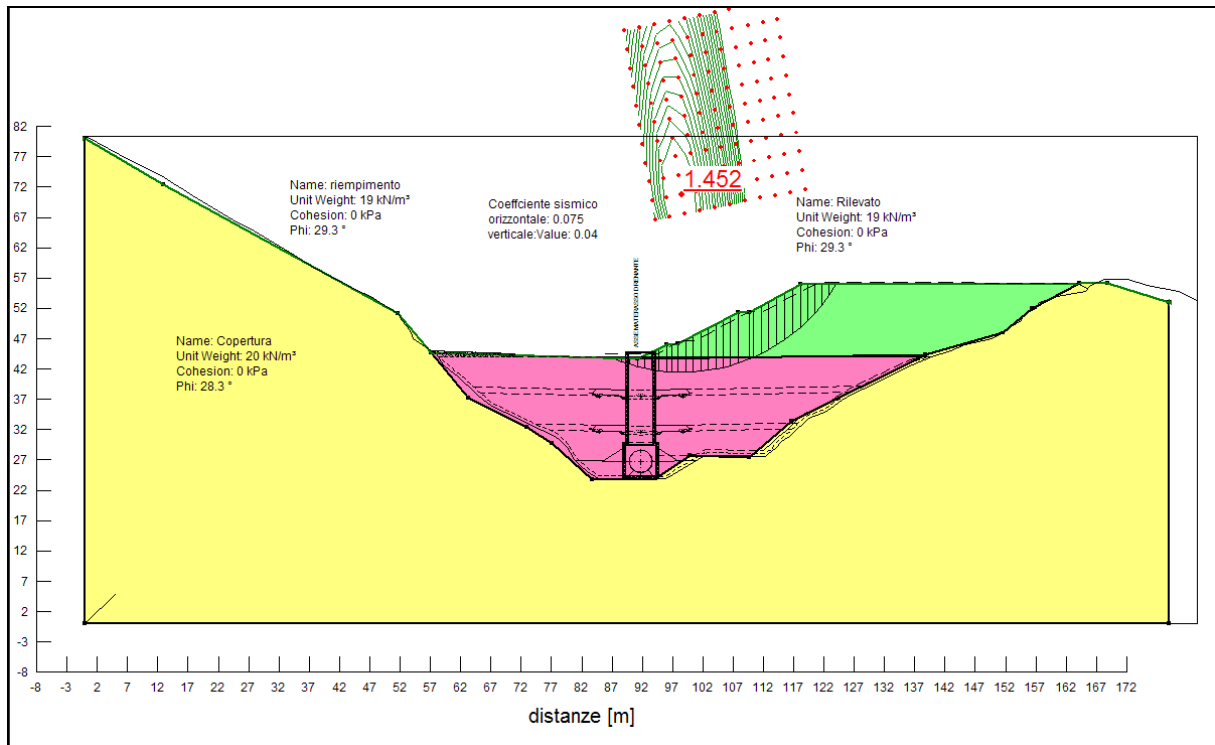 1.452
Name: riempimento
Unit Weight: 19 kN/m³
Cohesion: 0 kPa
Phi: 29.3 °
Coeffciente sismico
orizzontale: 0.075
verticale:Value: 0.04
Name: Rilevato
Unit Weight: 19 kN/m³
Cohesion: 0 kPa
Phi: 29.3 °
ASSE MATERASSO DRENANTE
Name: Copertura
Unit Weight: 20 kN/m³
Cohesion: 0 kPa
Phi: 28.3 °
82
77
72
67
62
57
52
47
42
37
32
27
22
17
12
7
2
-3
-8
-8 -3 2 7 12 17 22 27 32 37 42 47 52 57 62 67 72 77 82 87 92 97 102 107 112 117 122 127 132 137 142 147 152 157 162 167 172
distanze [m]